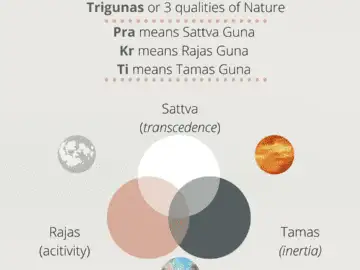 Trigunas or 3 qualities of Nature
Pra means Sattva Guna
Kr means Rajas Guna
Ti means Tamas Guna
Sattva
(transcedence)
Rajas
(acitivity)
Tamas
(inertia)